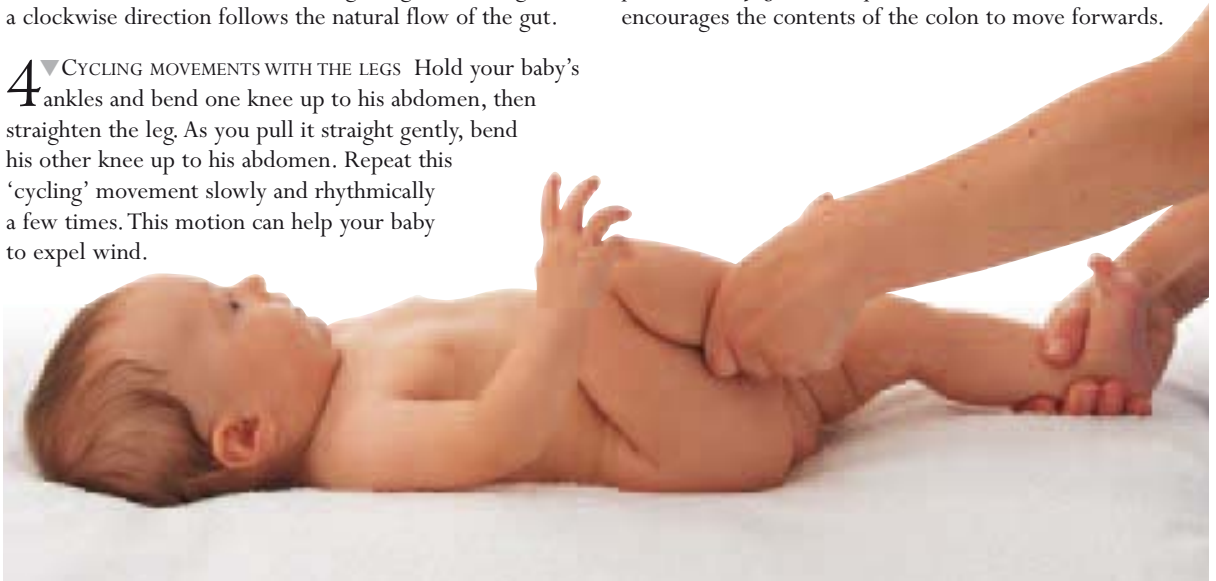 a clockwise direction follows the natural flow of the gut.
encourages the contents of the colon to move forwards.
4 ▼CYCLING MOVEMENTS WITH THE LEGS Hold your baby’s
ankles and bend one knee up to his abdomen, then
straighten the leg. As you pull it straight gently, bend
his other knee up to his abdomen. Repeat this
‘cycling’ movement slowly and rhythmically
a few times. This motion can help your baby
to expel wind.